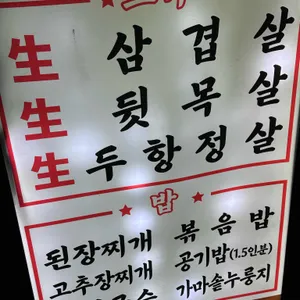 生 삼겹살
生 뒷목살
生 두항정살
밥
된장찌개 볶음밥
고추장찌개 공기밥(1.5인분)
가마솥누룽지